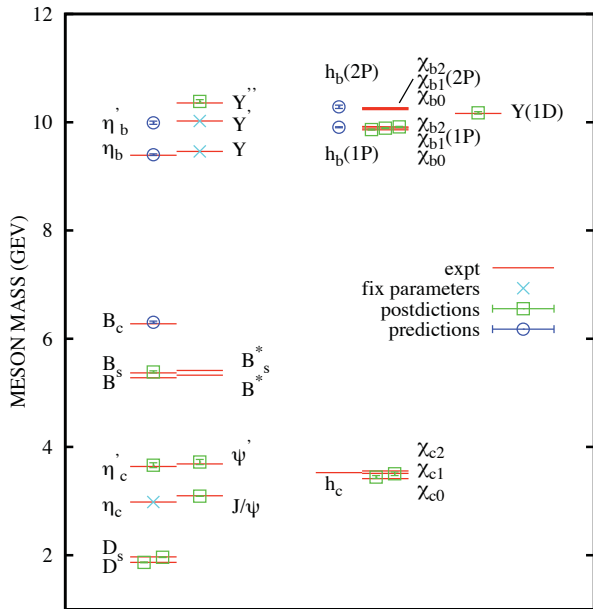 MESON MASS (GEV)
12
10
8
6
4
2
Υ''
Υ'
Υ
η'b
ηb
hb(2P)
hb(1P)
χb2
χb1(2P)
χb0
χb2
χb1(1P)
χb0
Υ(1D)
expt
fix parameters
postdictions
predictions
Bc
Bs
B
B*s
B*
η'c
ψ'
ηc
J/ψ
hc
χc2
χc1
χc0
Ds
D